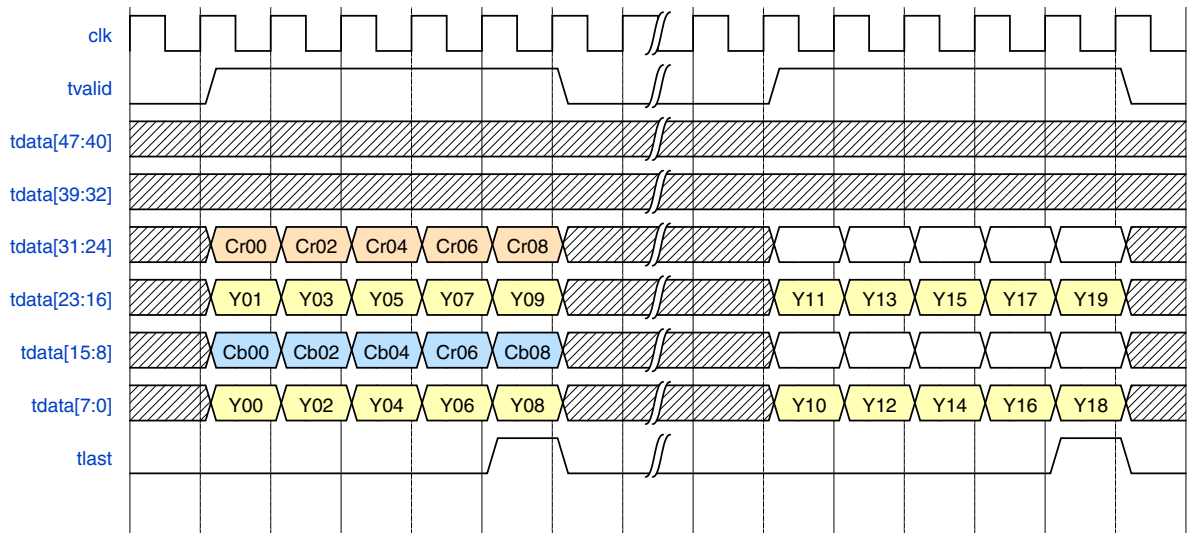 clk
tvalid
tdata[47:40]
tdata[39:32]
tdata[31:24] Cr00 Cr02 Cr04 Cr06 Cr08
tdata[23:16] Y01 Y03 Y05 Y07 Y09 Y11 Y13 Y15 Y17 Y19
tdata[15:8] Cb00 Cb02 Cb04 Cr06 Cb08
tdata[7:0] Y00 Y02 Y04 Y06 Y08 Y10 Y12 Y14 Y16 Y18
tlast